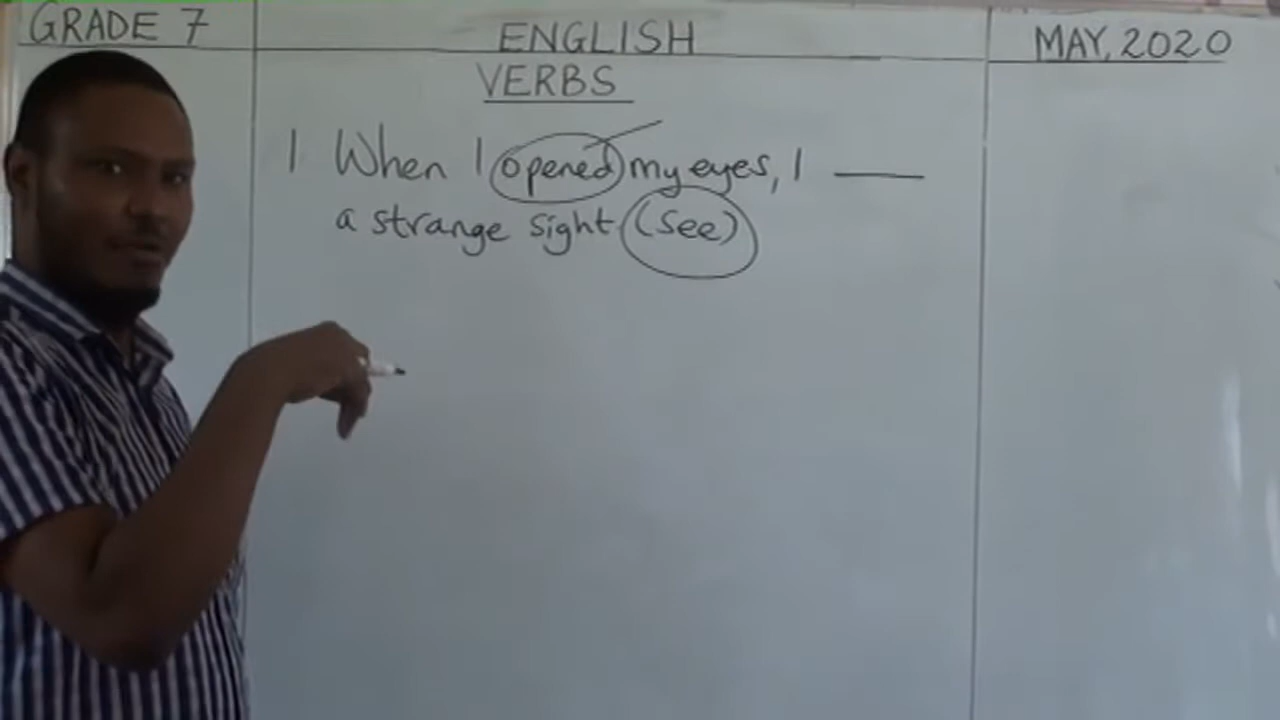 GRADE 7
ENGLISH
MAY, 2020
VERBS
1 When I opened my eyes, I ____
a strange sight (see)